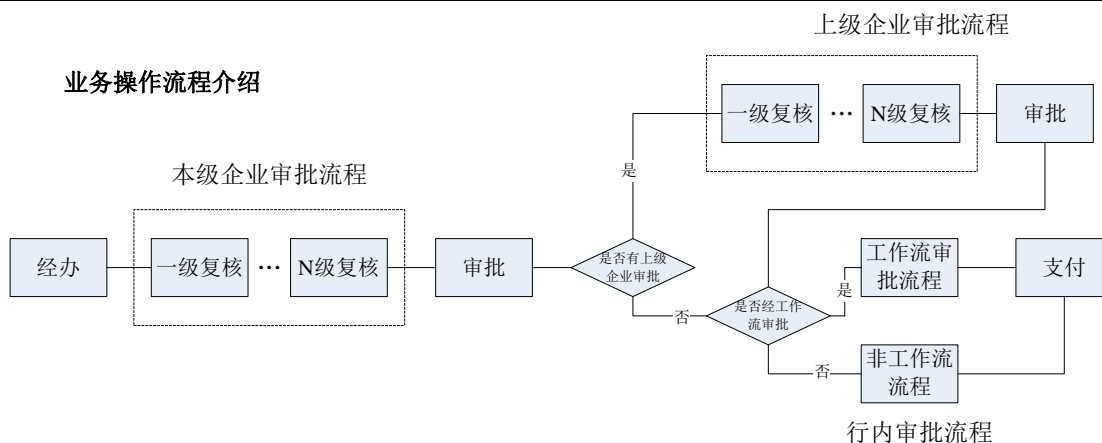 上级企业审批流程
业务操作流程介绍
一级复核 … N级复核
审批
本级企业审批流程
是
经办
一级复核 … N级复核
审批
是否有上级
企业审批
否
是否经工作
流审批
是
工作流审
批流程
支付
否
非工作流
流程
行内审批流程